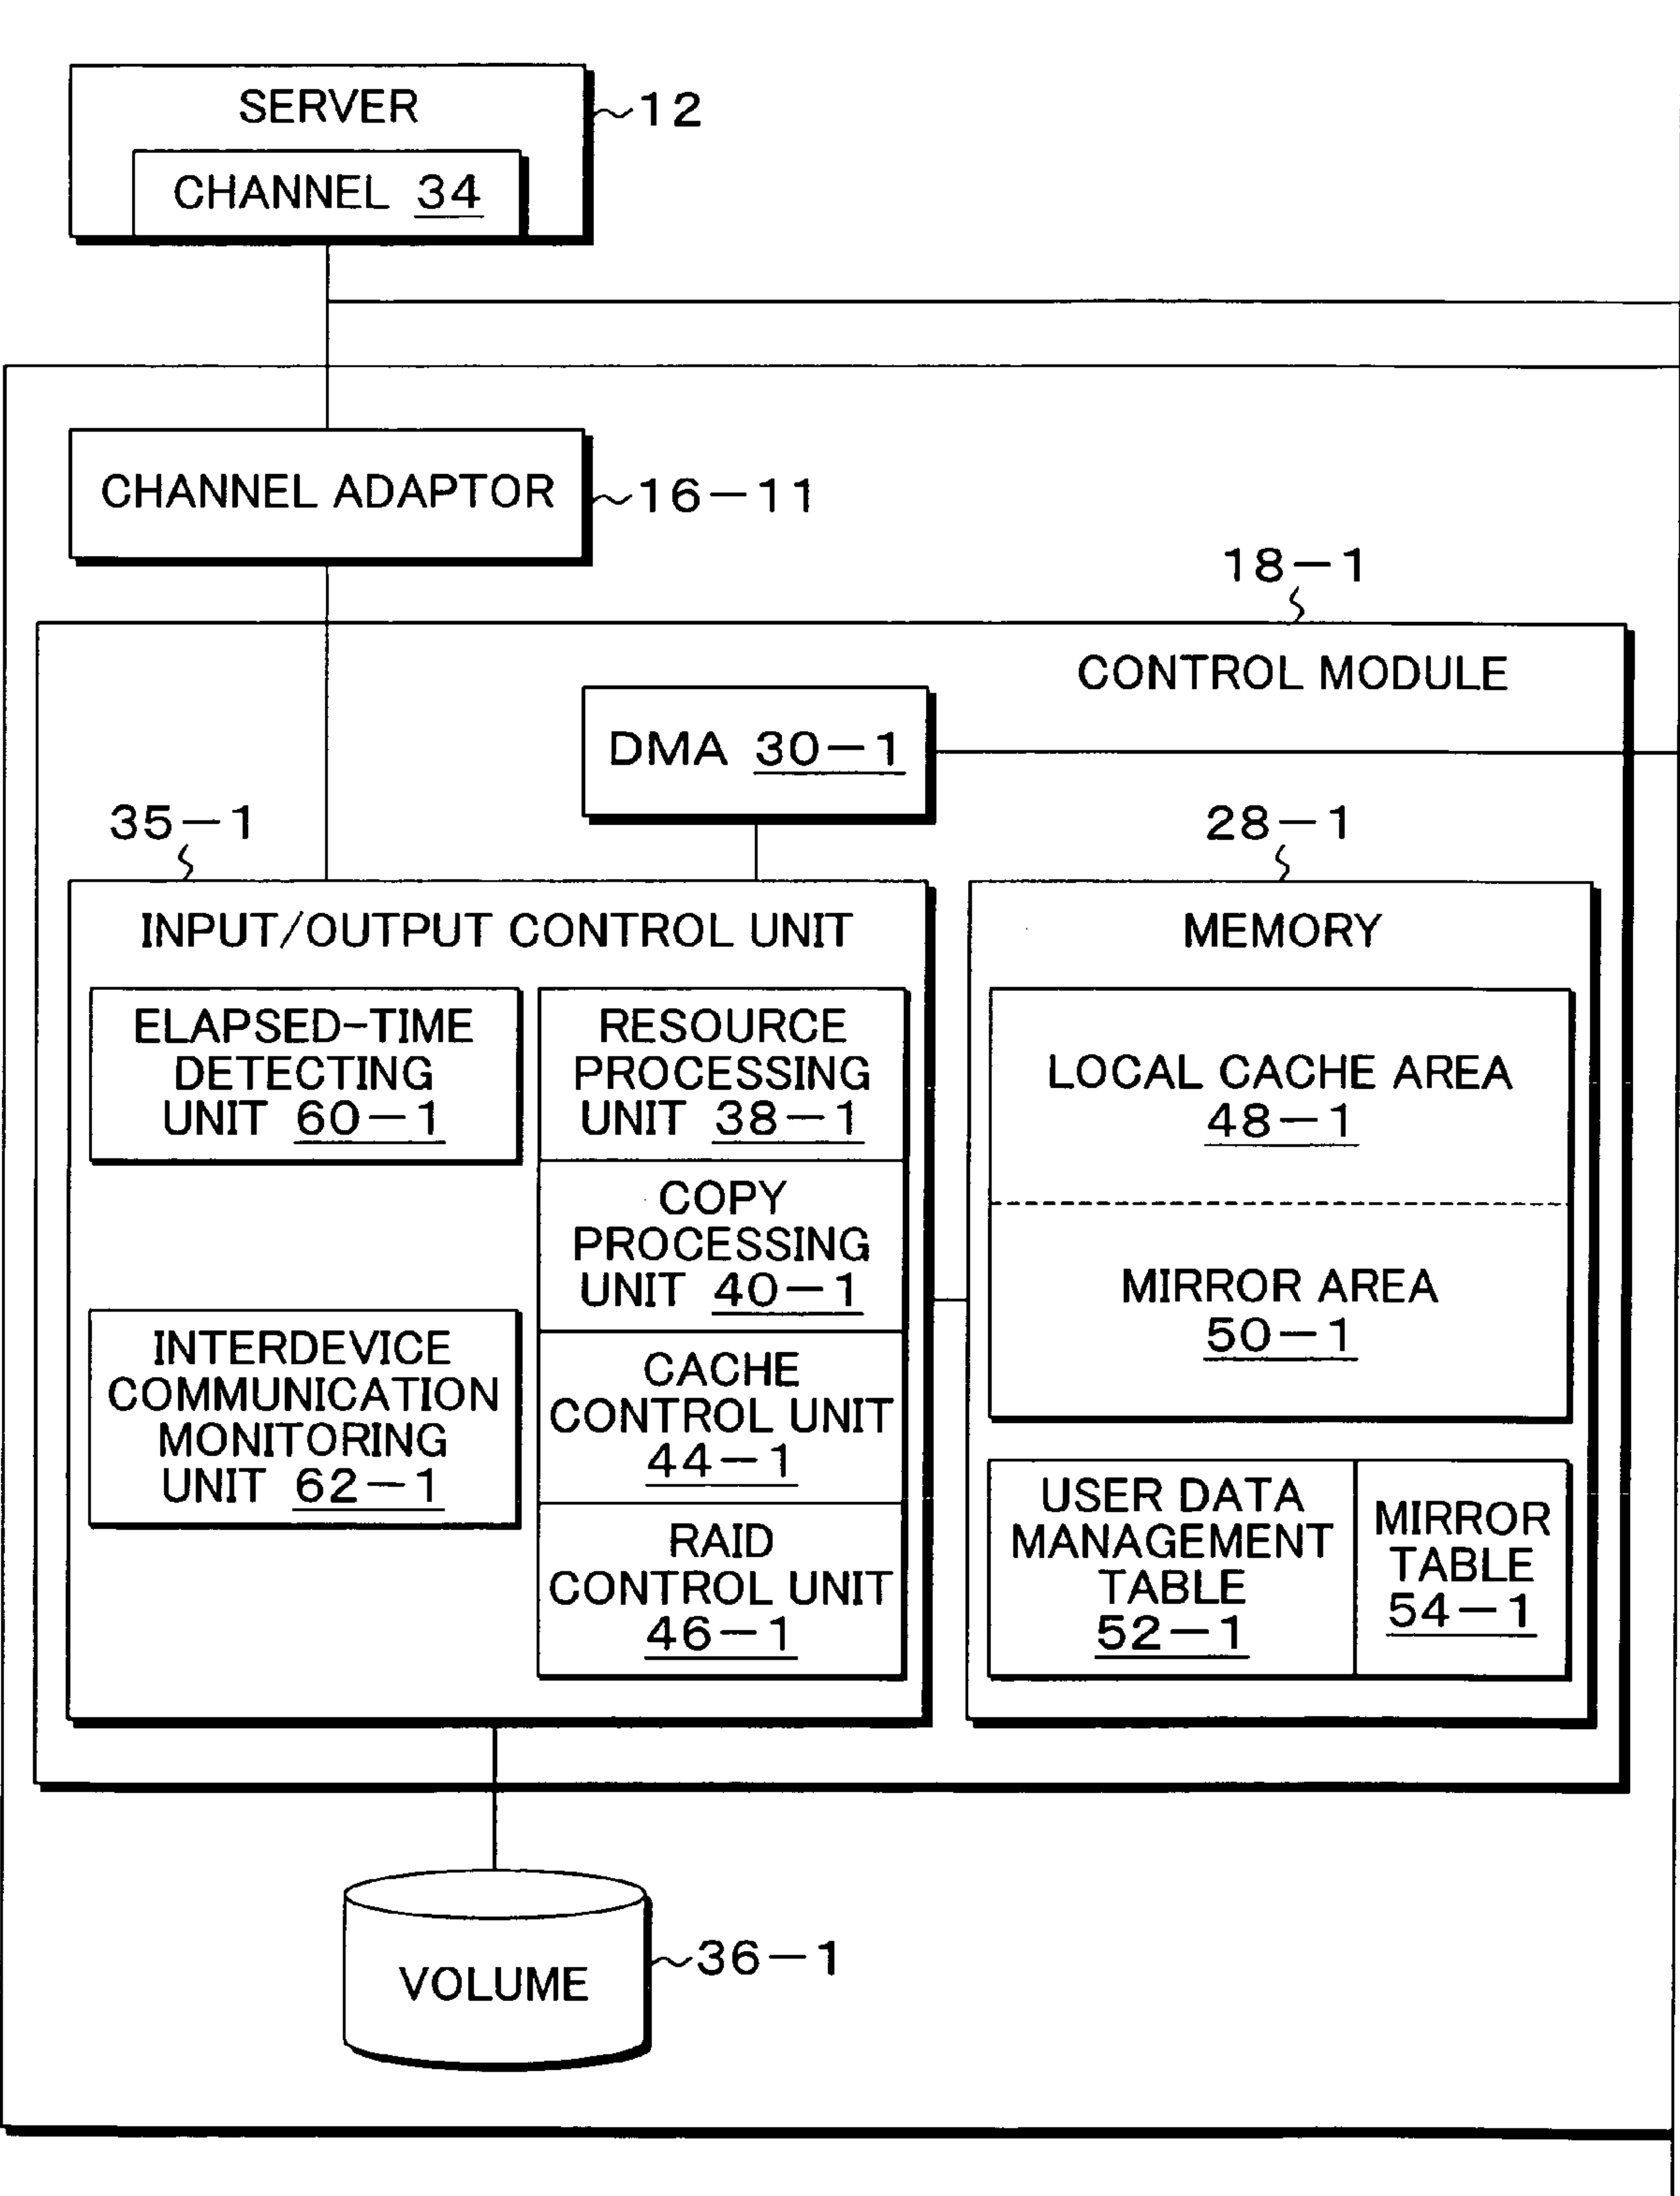 SERVER
12
CHANNEL 34
CHANNEL ADAPTOR
16-11
18-1
CONTROL MODULE
DMA 30-1
35-1
28-1
INPUT/OUTPUT CONTROL UNIT
ELAPSED-TIME
DETECTING
UNIT 60-1
INTERDEVICE
COMMUNICATION
MONITORING
UNIT 62-1
RESOURCE
PROCESSING
UNIT 38-1
COPY
PROCESSING
UNIT 40-1
CACHE
CONTROL UNIT
44-1
RAID
CONTROL UNIT
46-1
MEMORY
LOCAL CACHE AREA
48-1
MIRROR AREA
50-1
USER DATA
MANAGEMENT
TABLE
52-1
MIRROR
TABLE
54-1
VOLUME
36-1